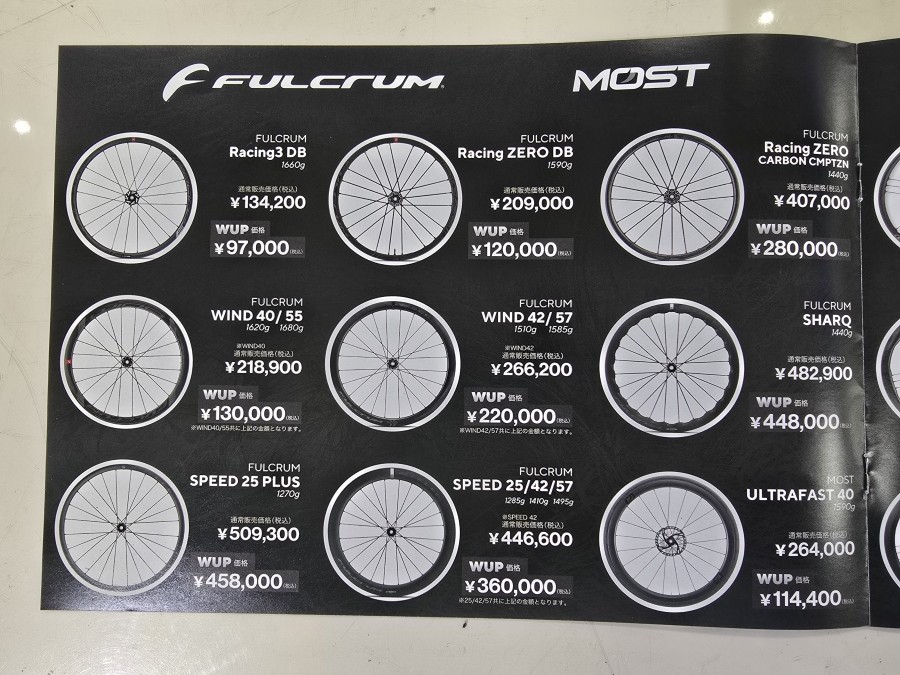 FULCRUM
MOST
FULCRUM
Racing3 DB
1660g
通常販売価格(税込)
¥134,200
WUP 価格
¥97,000(税込)
FULCRUM
Racing ZERO DB
1590g
通常販売価格(税込)
¥209,000
WUP 価格
¥120,000(税込)
FULCRUM
Racing ZERO
CARBON CMPTZN
1440g
通常販売価格(税込)
¥407,000
WUP 価格
¥280,000(税込)
FULCRUM
WIND 40/55
1620g 1680g
※WIND40
通常販売価格(税込)
¥218,900
WUP 価格
¥130,000(税込)
※WIND40/55共に上記の金額となります。
FULCRUM
WIND 42/57
1510g 1585g
※WIND42
通常販売価格(税込)
¥266,200
WUP 価格
¥220,000(税込)
※WIND42/57共に上記の金額となります。
FULCRUM
SHARQ
1440g
通常販売価格(税込)
¥482,900
WUP 価格
¥448,000(税込)
FULCRUM
SPEED 25 PLUS
1270g
通常販売価格(税込)
¥509,300
WUP 価格
¥458,000(税込)
FULCRUM
SPEED 25/42/57
1285g 1410g 1495g
※SPEED 42
通常販売価格(税込)
¥446,600
WUP 価格
¥360,000(税込)
※25/42/57共に上記の金額となります。
MOST
ULTRAFAST 40
1590g
通常販売価格(税込)
¥264,000
WUP 価格
¥114,400(税込)